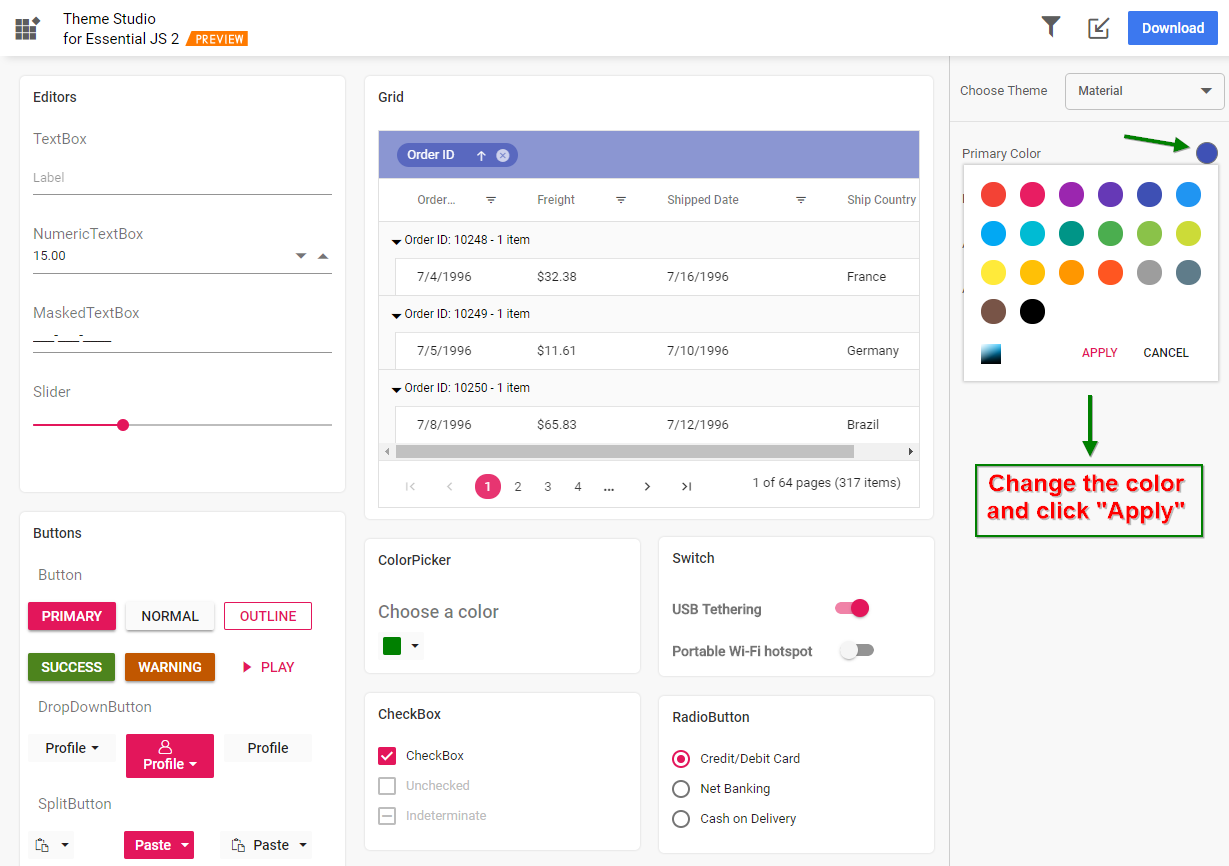 Theme Studio
for Essential JS 2 PREVIEW
Download
Editors
TextBox
Label
NumericTextBox
15.00
MaskedTextBox
___-___-____
Slider
Grid
Order ID
Order... Freight Shipped Date Ship Country
Order ID: 10248 - 1 item
7/4/1996 $32.38 7/16/1996 France
Order ID: 10249 - 1 item
7/5/1996 $11.61 7/10/1996 Germany
Order ID: 10250 - 1 item
7/8/1996 $65.83 7/12/1996 Brazil
1 2 3 4 ... 1 of 64 pages (317 items)
Choose Theme Material
Primary Color
APPLY CANCEL
Change the color
and click "Apply"
Buttons
Button
PRIMARY NORMAL OUTLINE
SUCCESS WARNING PLAY
DropDownButton
Profile Profile Profile
SplitButton
Paste Paste
ColorPicker
Choose a color
Switch
USB Tethering
Portable Wi-Fi hotspot
CheckBox
CheckBox
Unchecked
Indeterminate
RadioButton
Credit/Debit Card
Net Banking
Cash on Delivery